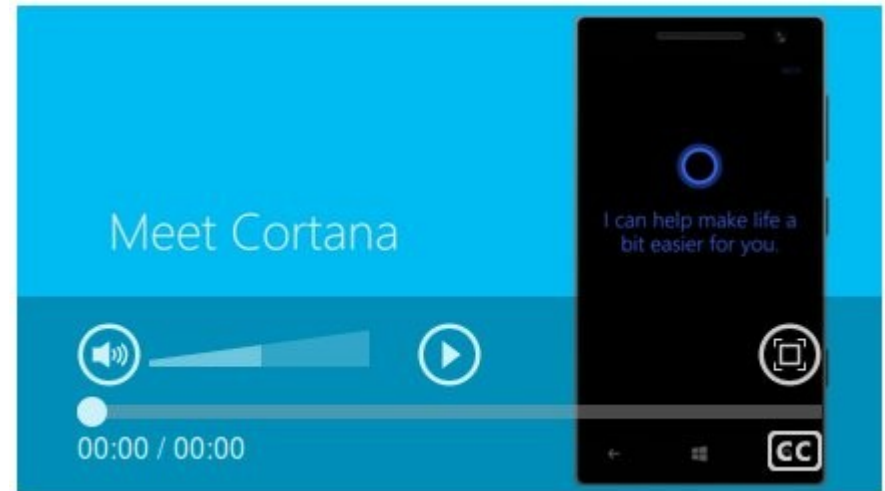 I can help make life a
bit easier for you.
Meet Cortana
00:00 / 00:00
CC